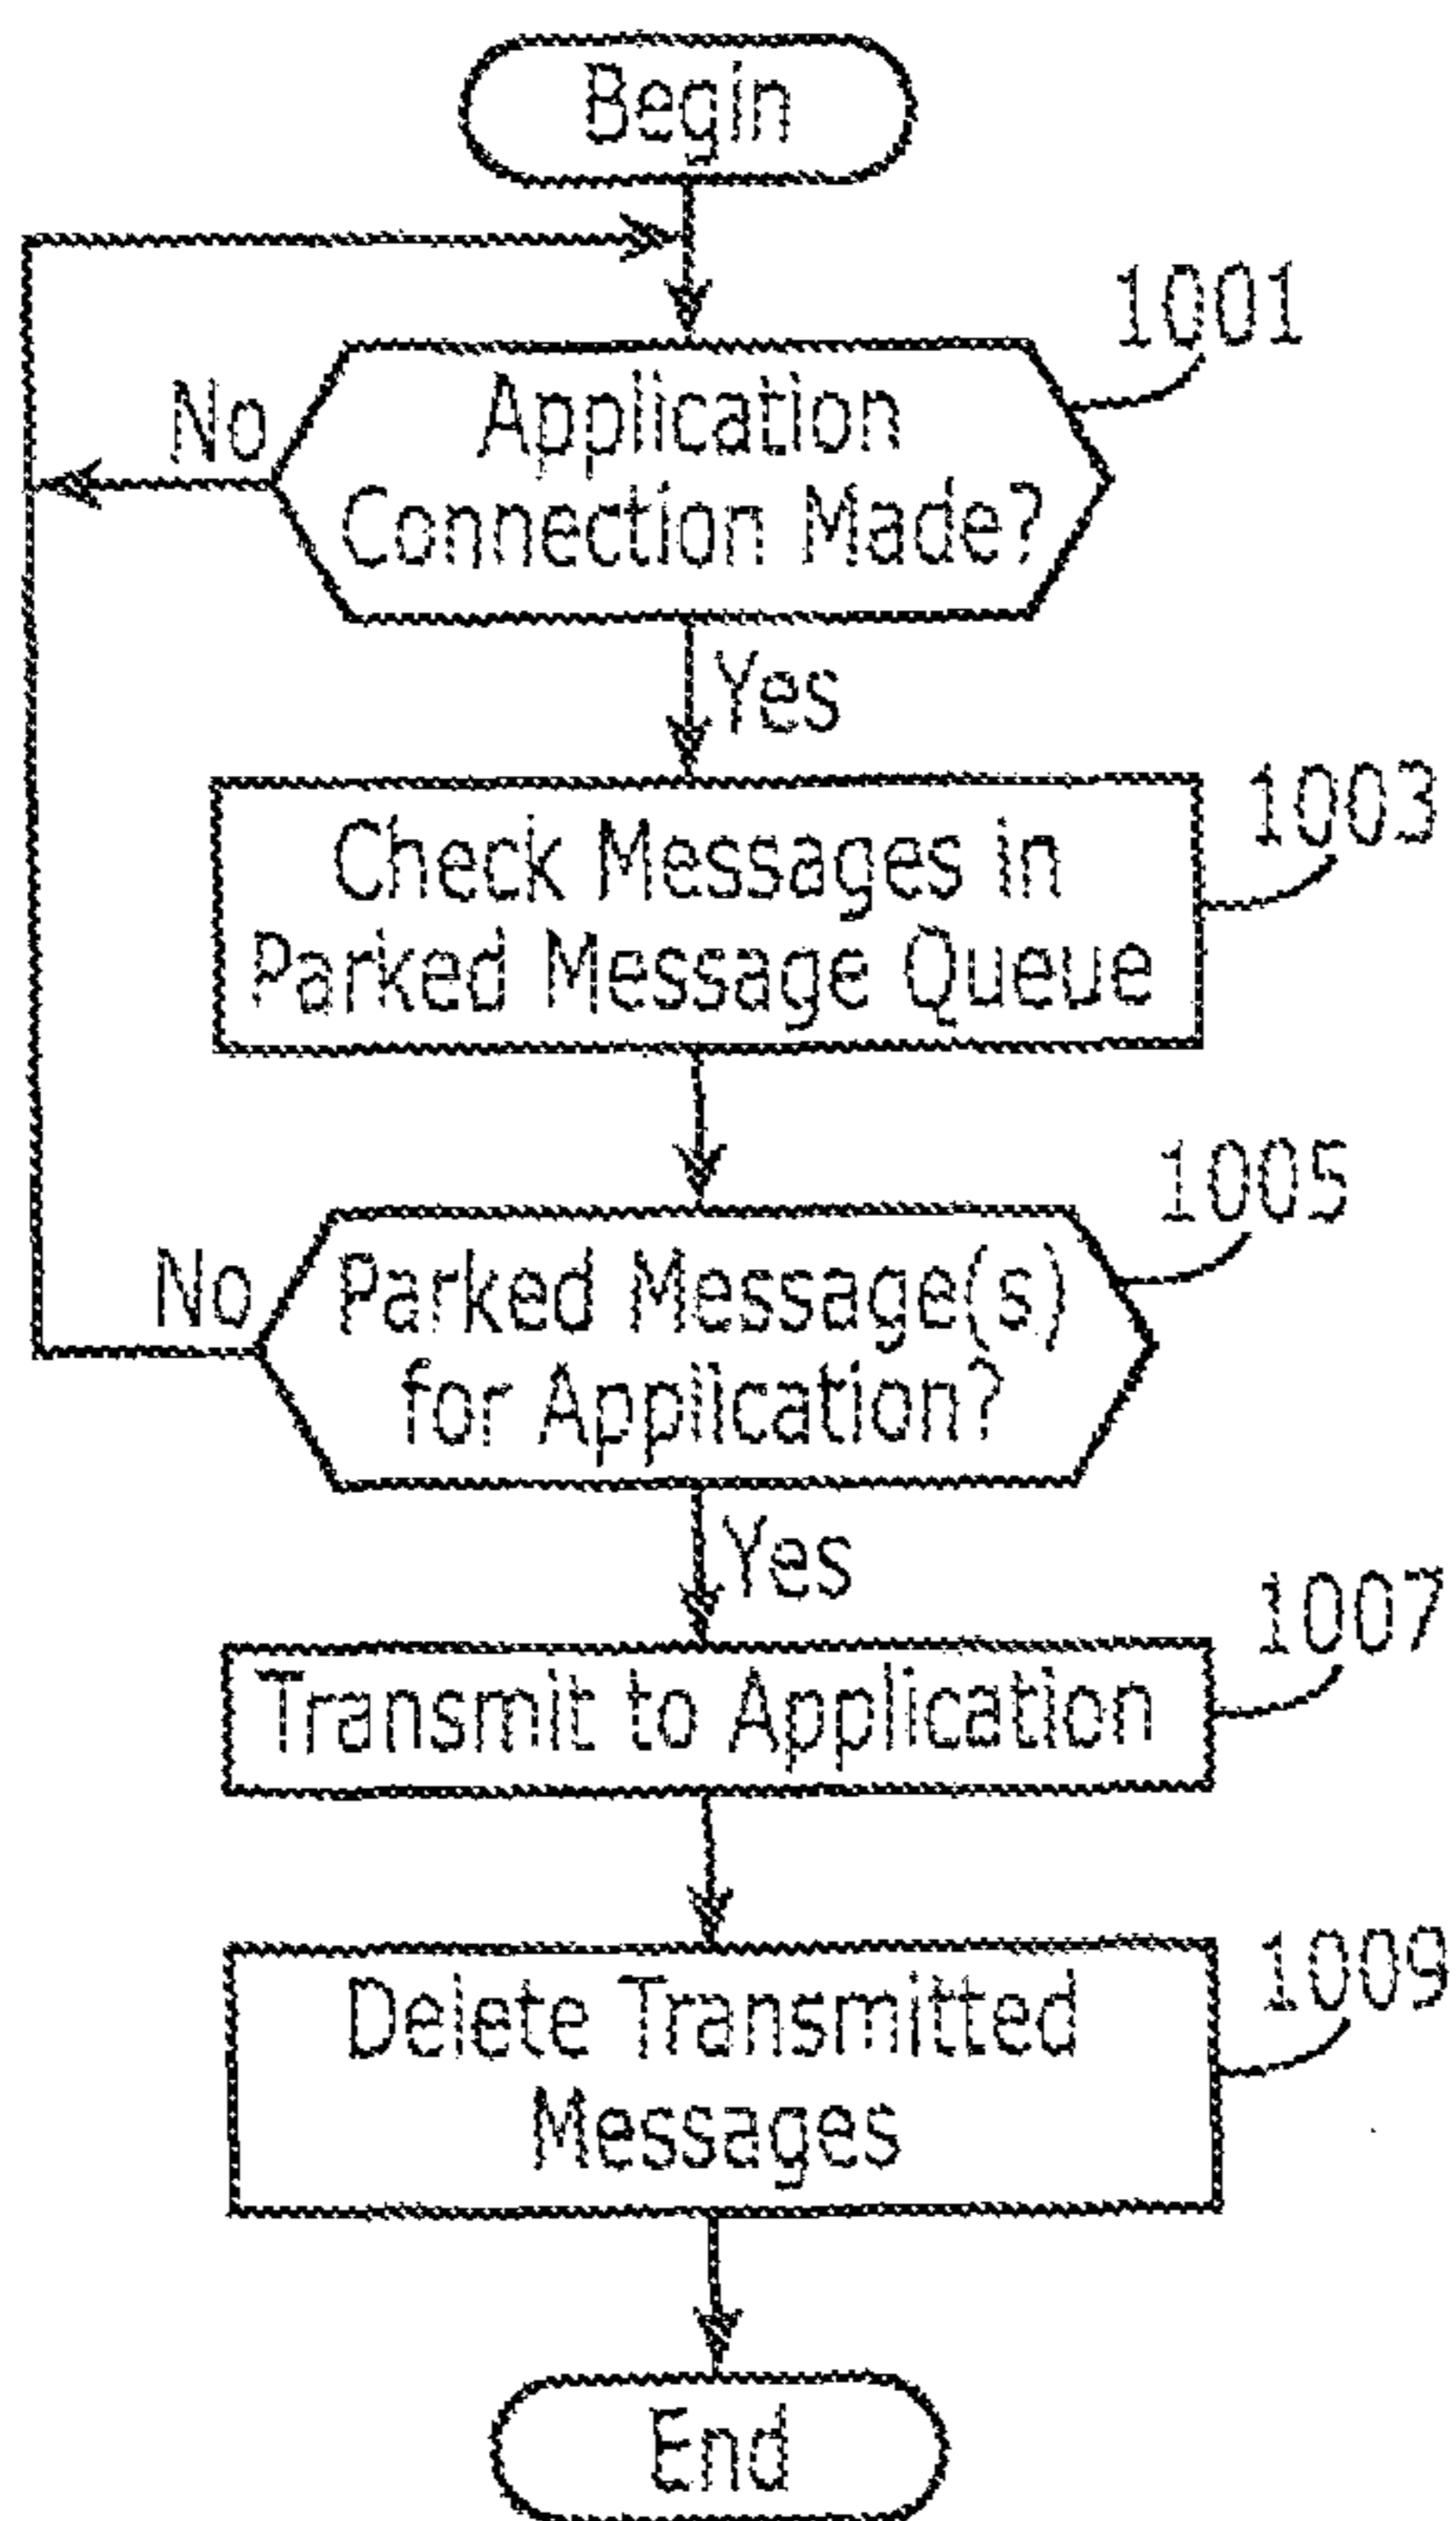 Begin
1001
No
Application
Connection Made?
Yes
1003
Check Messages in
Parked Message Queue
1005
No
Parked Message(s)
for Application?
Yes
1007
Transmit to Application
1009
Delete Transmitted
Messages
End